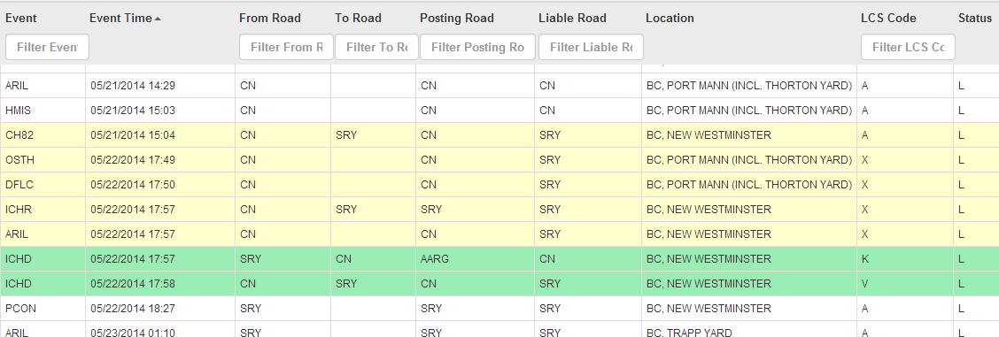 Event Event Time From Road To Road Posting Road Liable Road Location LCS Code Status
Filter Event Filter From R Filter To Ro Filter Posting Ro Filter Liable Ro Filter LCS Co
ARIL 05/21/2014 14:29 CN CN CN BC, PORT MANN (INCL. THORTON YARD) A L
HMIS 05/21/2014 15:03 CN CN CN BC, PORT MANN (INCL. THORTON YARD) A L
CH82 05/21/2014 15:04 CN SRY CN SRY BC, NEW WESTMINSTER A L
OSTH 05/22/2014 17:49 CN CN SRY BC, PORT MANN (INCL. THORTON YARD) X L
DFLC 05/22/2014 17:50 CN CN SRY BC, PORT MANN (INCL. THORTON YARD) X L
ICHR 05/22/2014 17:57 CN SRY SRY SRY BC, NEW WESTMINSTER X L
ARIL 05/22/2014 17:57 CN CN SRY BC, NEW WESTMINSTER X L
ICHD 05/22/2014 17:57 SRY CN AARG CN BC, NEW WESTMINSTER K L
ICHD 05/22/2014 17:58 CN SRY CN SRY BC, NEW WESTMINSTER V L
PCON 05/22/2014 18:27 SRY SRY SRY BC, NEW WESTMINSTER A L
ARIL 05/23/2014 01:10 SRY SRY SRY BC, TRAPP YARD A L